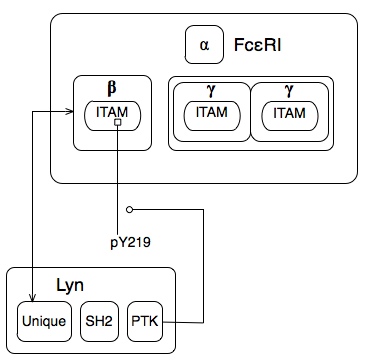 α FcεRI
β
γ
γ
ITAM
ITAM
ITAM
pY219
Lyn
Unique
SH2
PTK